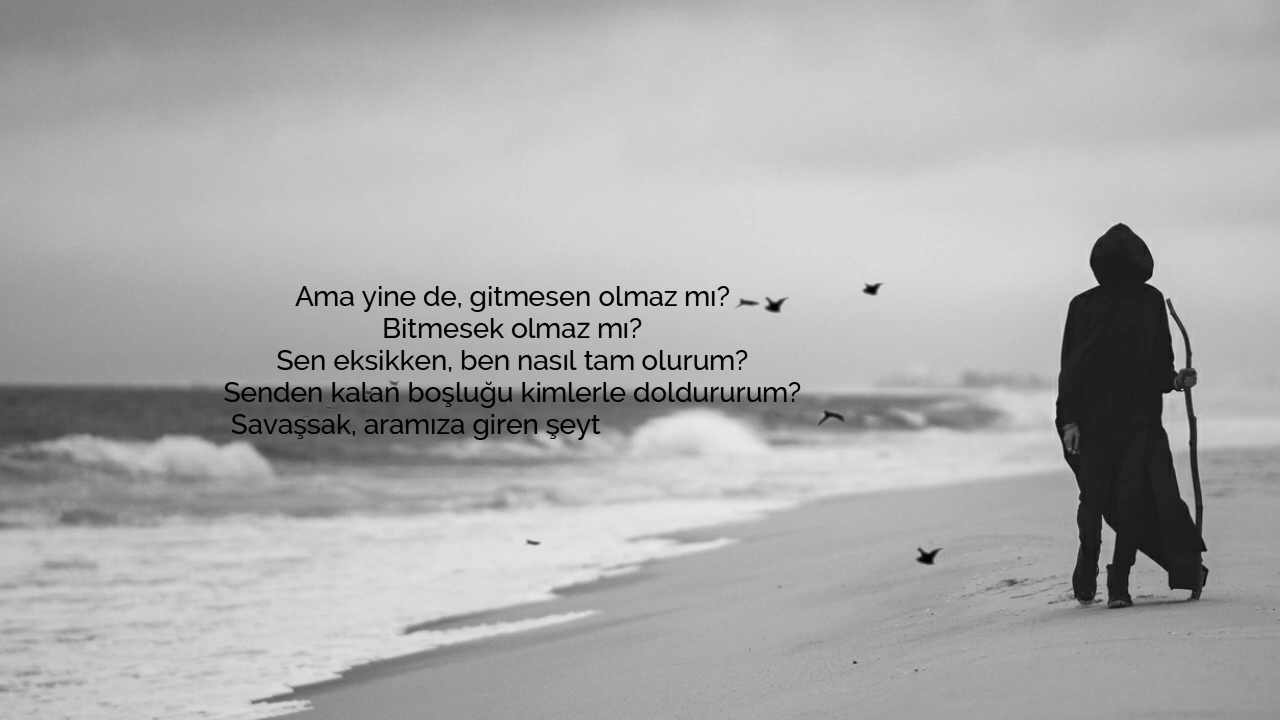 Ama yine de, gitmesen olmaz mı?
Bitmesek olmaz mı?
Sen eksikken, ben nasıl tam olurum?
Senden kalan boşluğu kimlerle doldururum?
Savaşsak, aramıza giren şeyt